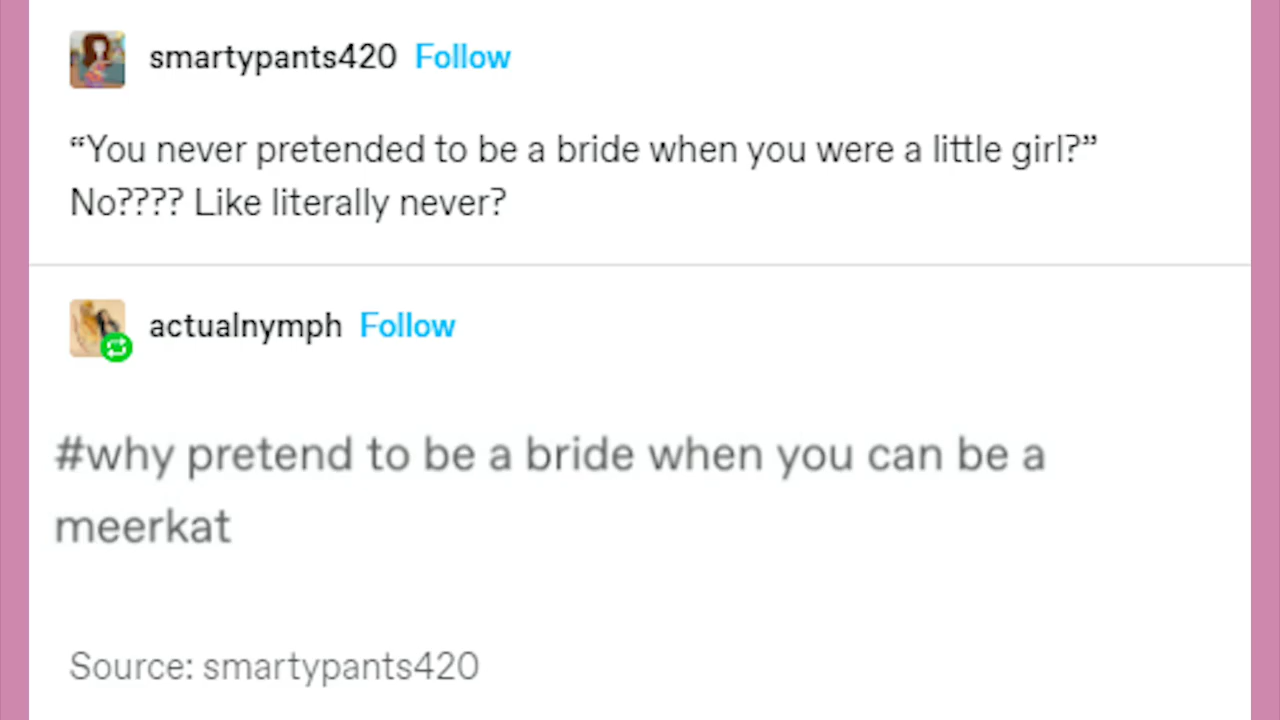 smartypants420 Follow
“You never pretended to be a bride when you were a little girl?”
No???? Like literally never?
actualnymph Follow
#why pretend to be a bride when you can be a
meerkat
Source: smartypants420